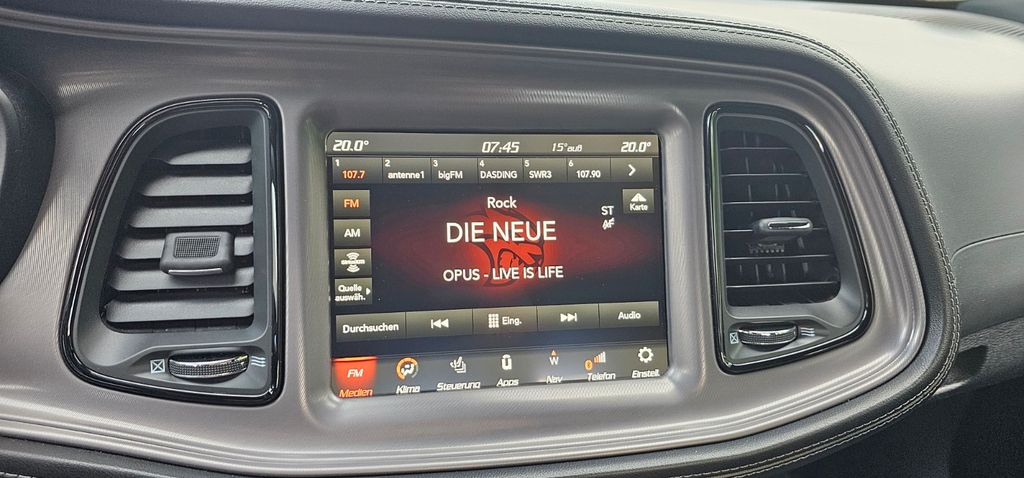 20.0° 07:45 15°auß 20.0°
1 2 3 4 5 6
107.7 antenne1 bigFM DASDING SWR3 107.90
FM
Rock
Karte
ST
AF
AM
DIE NEUE
OPUS - LIVE IS LIFE
Quelle
auswäh.
Durchsuchen Eing. Audio
FM W
Medien Klima Steuerung Apps Nav Telefon Einstell.